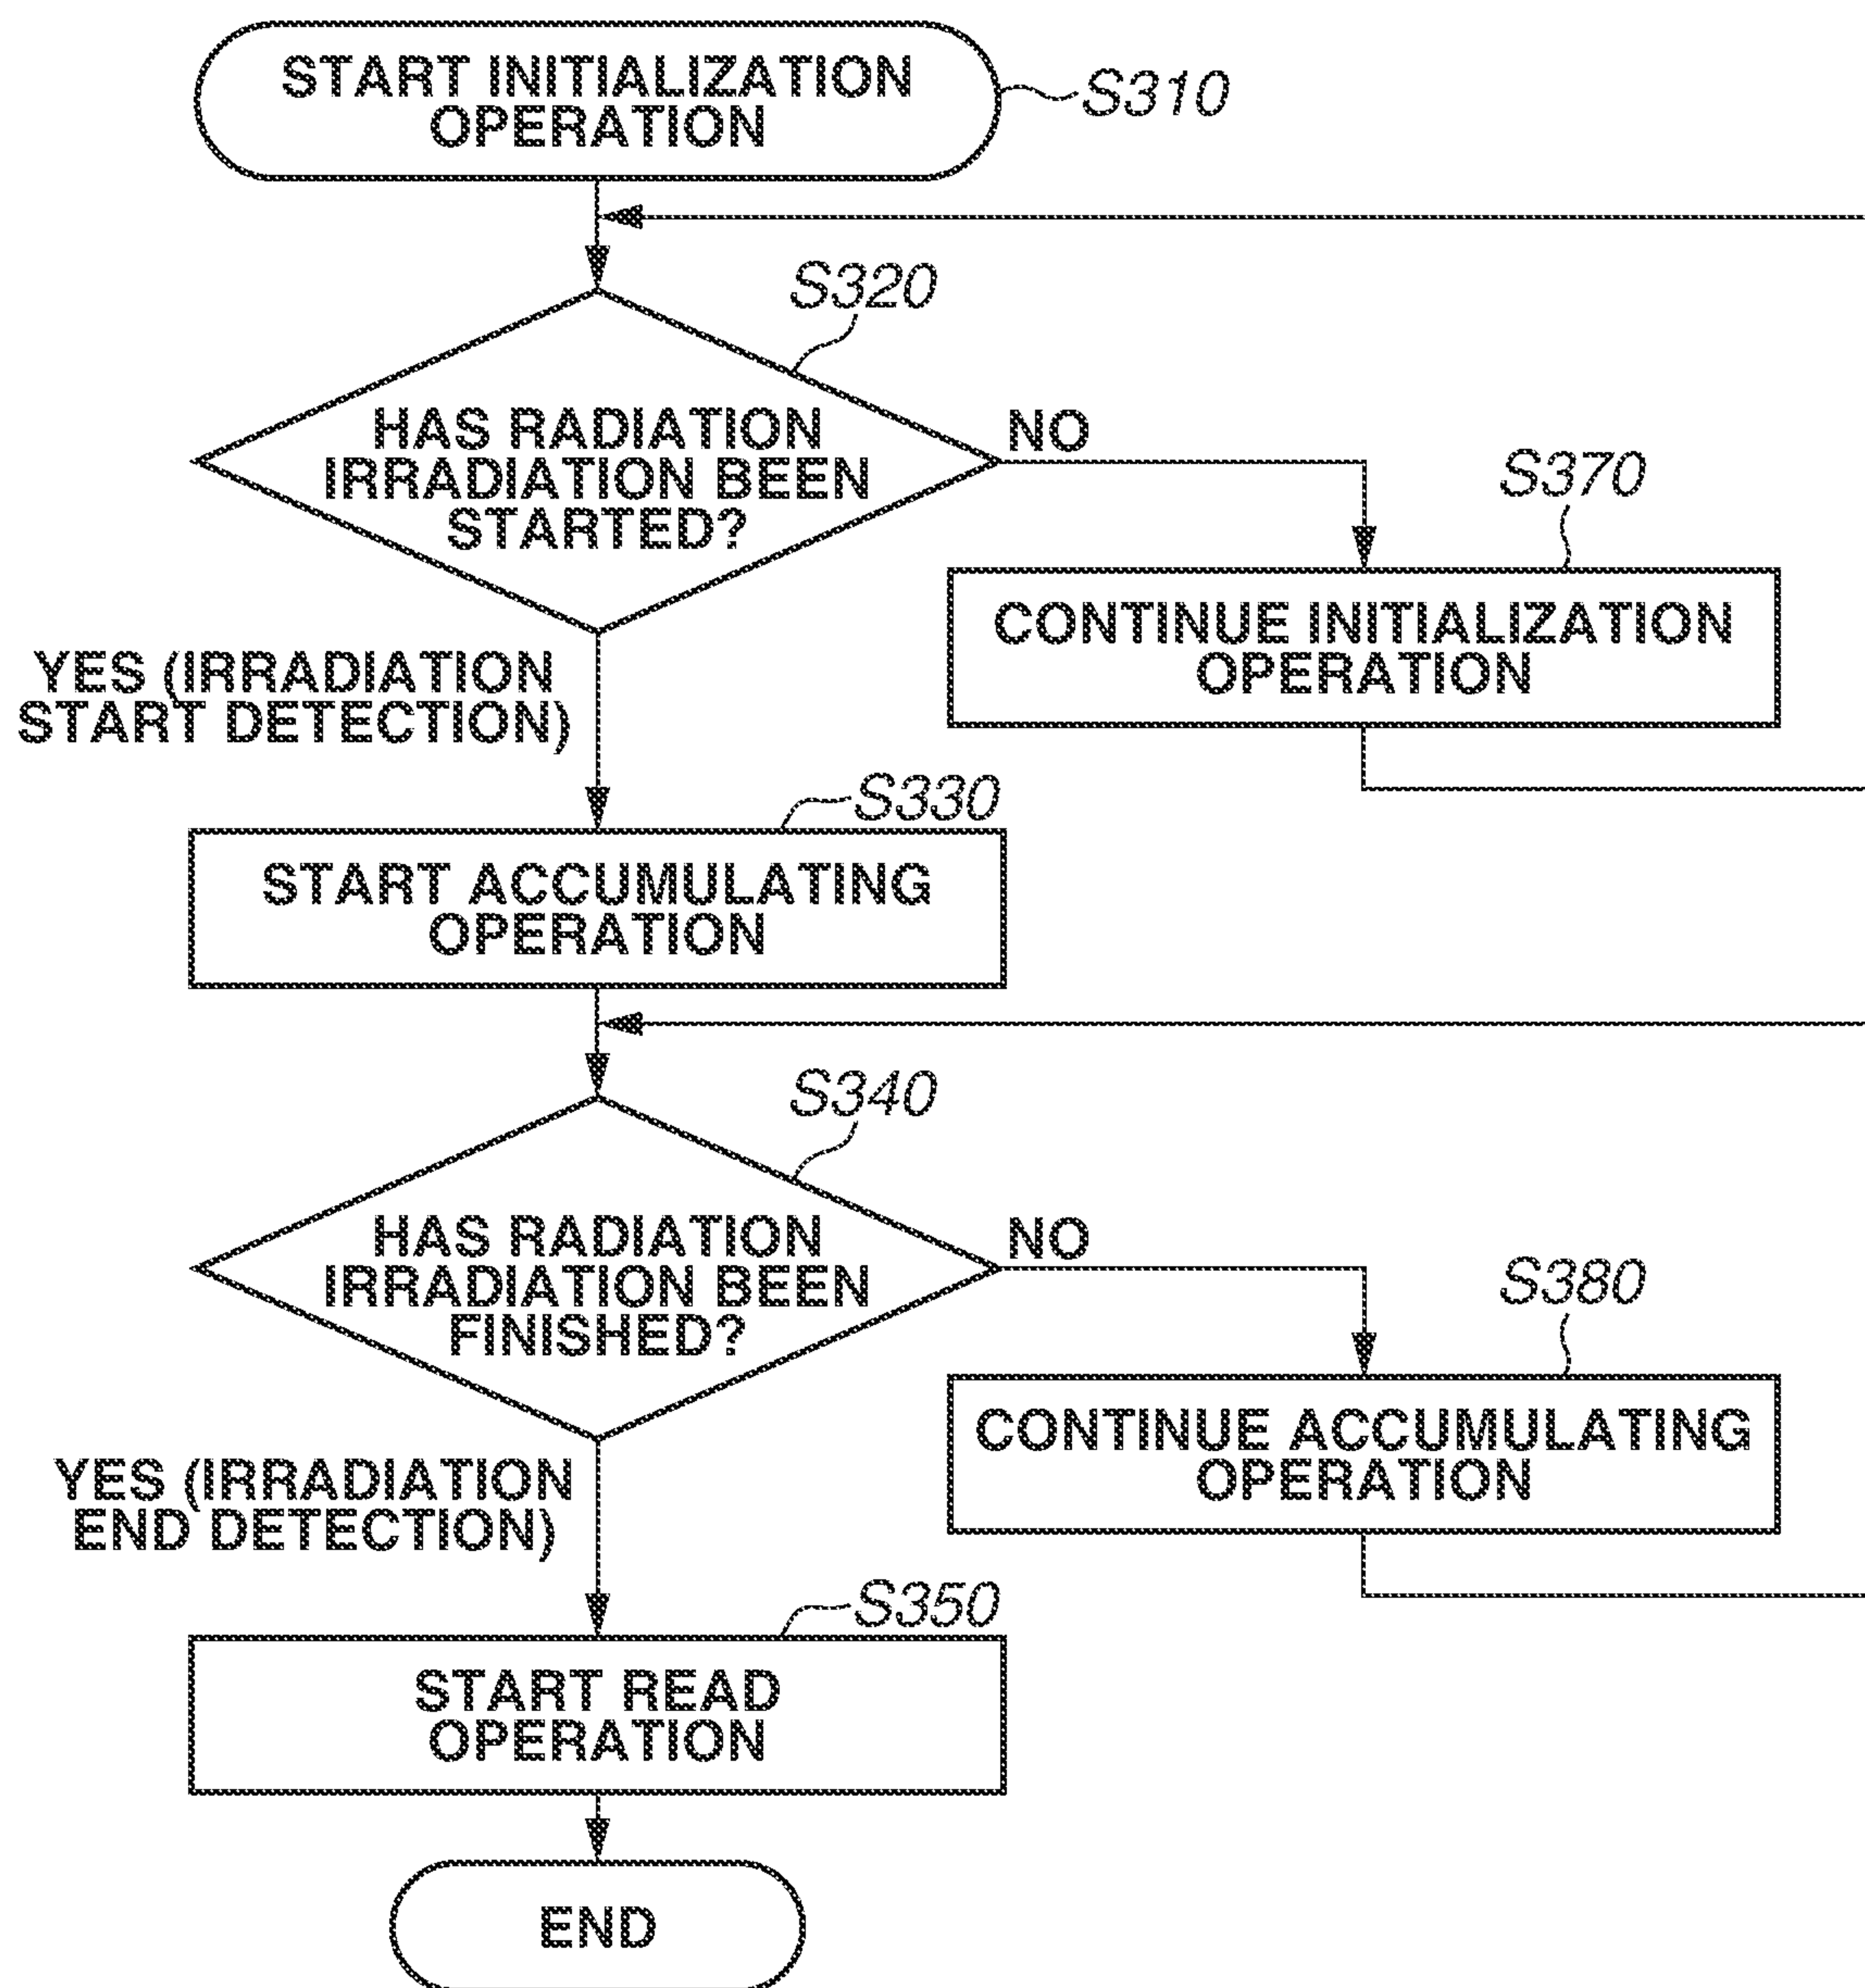 START INITIALIZATION
OPERATION
S310
S320
HAS RADIATION
IRRADIATION BEEN
STARTED?
NO
S370
CONTINUE INITIALIZATION
OPERATION
YES (IRRADIATION
START DETECTION)
S330
START ACCUMULATING
OPERATION
S340
HAS RADIATION
IRRADIATION BEEN
FINISHED?
NO
S380
CONTINUE ACCUMULATING
OPERATION
YES (IRRADIATION
END DETECTION)
S350
START READ
OPERATION
END